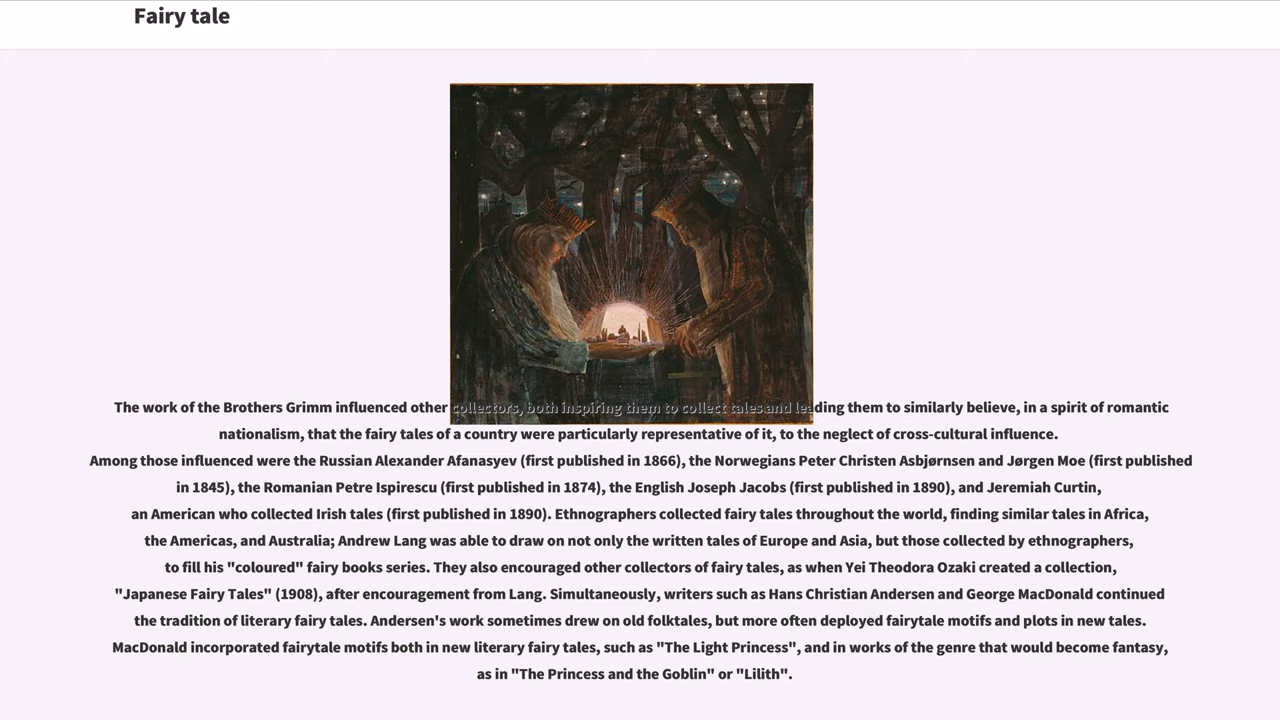 Fairy tale
The work of the Brothers Grimm influenced other collectors, both inspiring them to collect tales and leading them to similarly believe, in a spirit of romantic
nationalism, that the fairy tales of a country were particularly representative of it, to the neglect of cross-cultural influence.
Among those influenced were the Russian Alexander Afanasyev (first published in 1866), the Norwegians Peter Christen Asbjørnsen and Jørgen Moe (first published
in 1845), the Romanian Petre Ispirescu (first published in 1874), the English Joseph Jacobs (first published in 1890), and Jeremiah Curtin,
an American who collected Irish tales (first published in 1890). Ethnographers collected fairy tales throughout the world, finding similar tales in Africa,
the Americas, and Australia; Andrew Lang was able to draw on not only the written tales of Europe and Asia, but those collected by ethnographers,
to fill his "coloured" fairy books series. They also encouraged other collectors of fairy tales, as when Yei Theodora Ozaki created a collection,
"Japanese Fairy Tales" (1908), after encouragement from Lang. Simultaneously, writers such as Hans Christian Andersen and George MacDonald continued
the tradition of literary fairy tales. Andersen's work sometimes drew on old folktales, but more often deployed fairytale motifs and plots in new tales.
MacDonald incorporated fairytale motifs both in new literary fairy tales, such as "The Light Princess", and in works of the genre that would become fantasy,
as in "The Princess and the Goblin" or "Lilith".